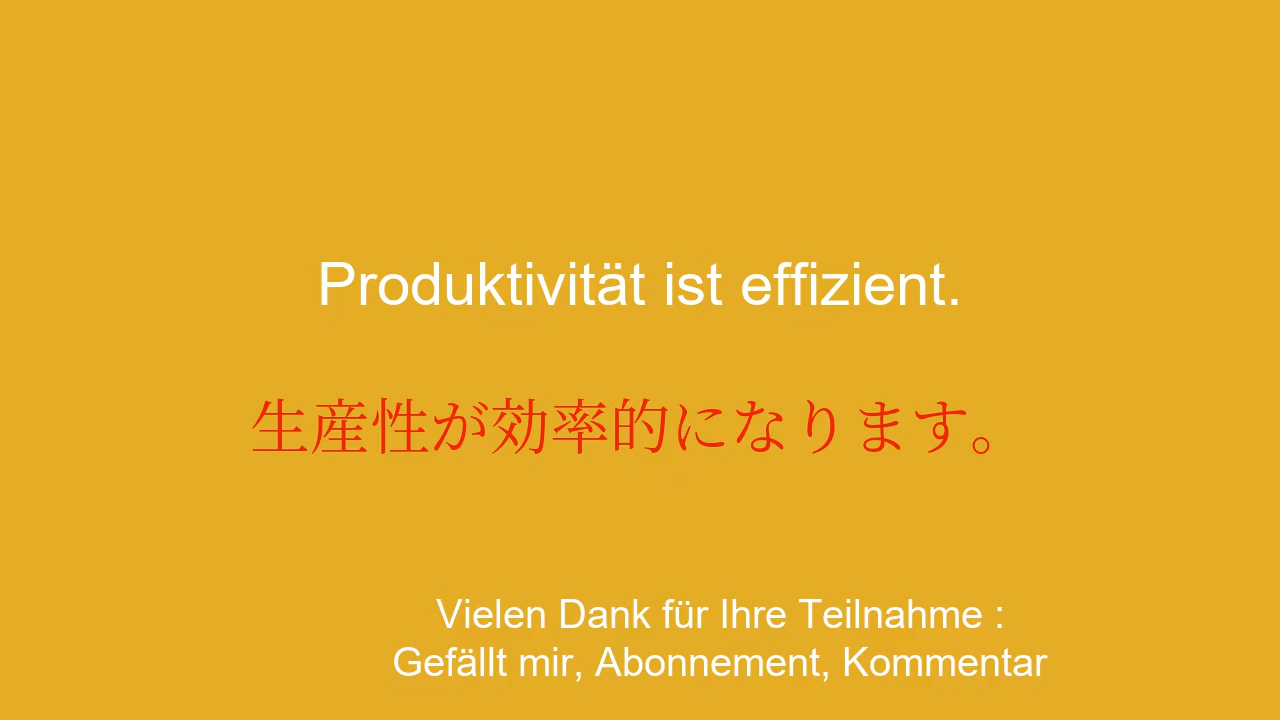 Produktivität ist effizient.
生産性が効率的になります。
Vielen Dank für Ihre Teilnahme :
Gefällt mir, Abonnement, Kommentar